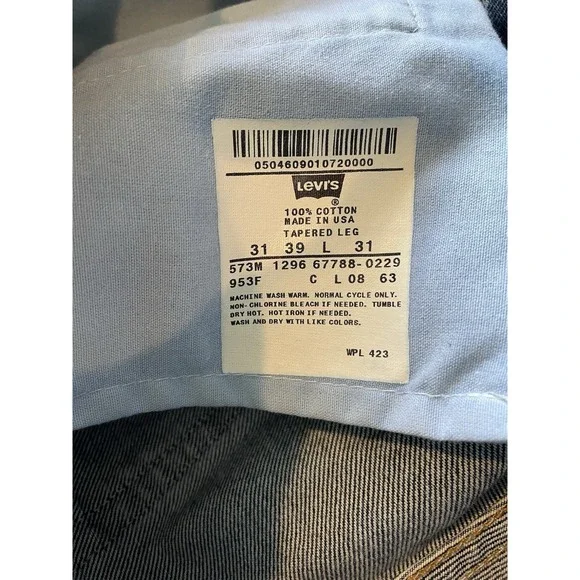 0504609010720000
Levi's
®
100% COTTON
MADE IN USA
TAPERED LEG
31 39 L 31
573M 1296 67788-0229
953F C L 08 63
MACHINE WASH WARM. NORMAL CYCLE ONLY.
NON-CHLORINE BLEACH IF NEEDED. TUMBLE
DRY HOT. HOT IRON IF NEEDED.
WASH AND DRY WITH LIKE COLORS.
WPL 423